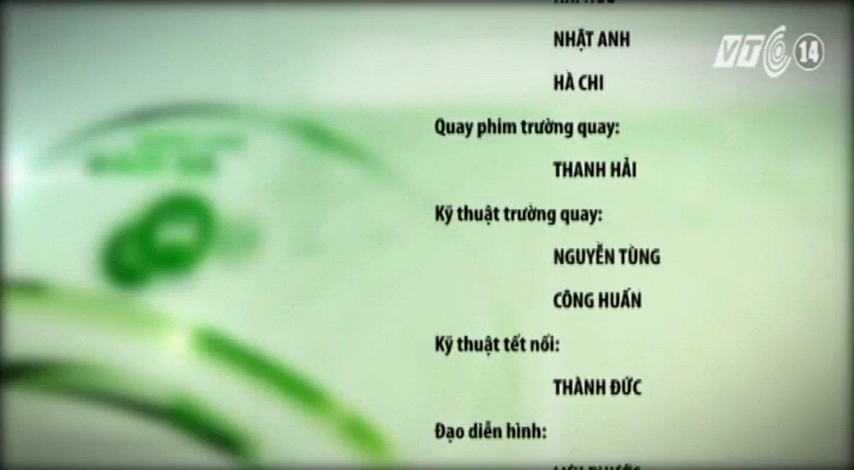 NHẬT ANH
VTC 14
HÀ CHI
Quay phim trường quay:
THANH HẢI
Kỹ thuật trường quay:
NGUYỄN TÙNG
CÔNG HUẤN
Kỹ thuật tết nối:
THÀNH ĐỨC
Đạo diễn hình: